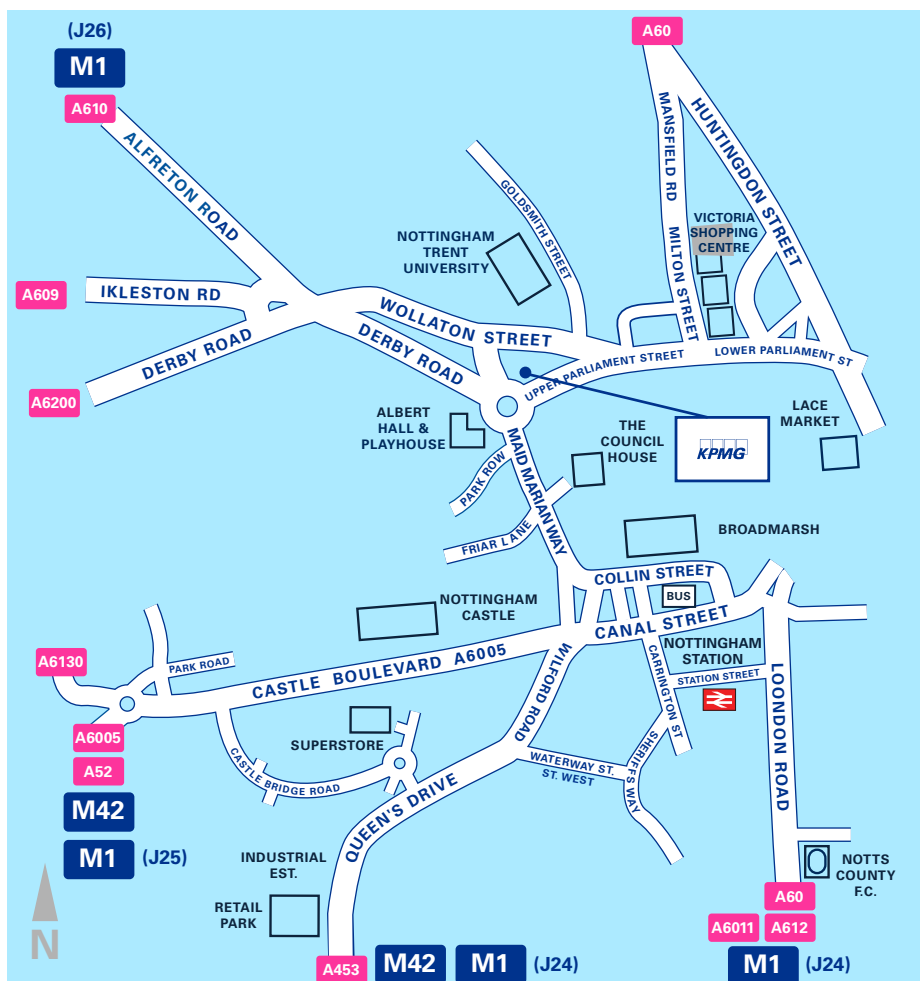 (J26)
M1
A610
A60
ALFRETON ROAD
MANSFIELD RD
HUNTINGDON STREET
GOLDSMITH STREET
VICTORIA
SHOPPING
CENTRE
NOTTINGHAM
TRENT
UNIVERSITY
MILTON STREET
A609
IKLESTON RD
WOLLATON STREET
DERBY ROAD
DERBY ROAD
UPPER PARLIAMENT STREET
LOWER PARLIAMENT ST
A6200
ALBERT
HALL &
PLAYHOUSE
THE
COUNCIL
HOUSE
KPMG
LACE
MARKET
MAID MARIAN WAY
PARK ROW
FRIAR LANE
BROADMARSH
COLLIN STREET
BUS
NOTTINGHAM
CASTLE
CANAL STREET
A6130
PARK ROAD
CASTLE BOULEVARD A6005
WILFORD ROAD
CARRINGTON ST
NOTTINGHAM
STATION
STATION STREET
LOONDON ROAD
A6005
A52
M42
M1 (J25)
SUPERSTORE
CASTLE BRIDGE ROAD
QUEEN'S DRIVE
WATERWAY ST.
ST. WEST
SHERIFFS WAY
INDUSTRIAL
EST.
RETAIL
PARK
NOTTS
COUNTY
F.C.
N
A60
A6011
A612
A453
M42
M1
(J24)
M1
(J24)